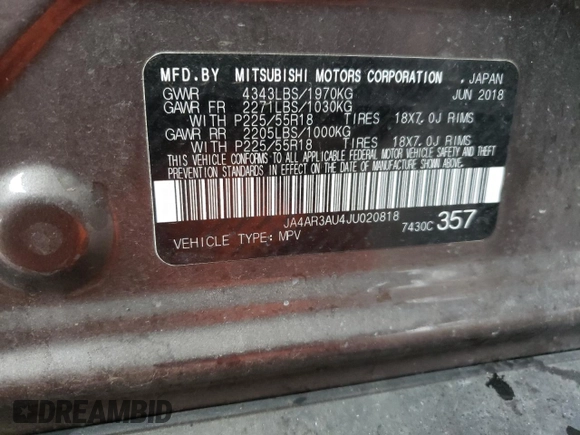 MFD.BY MITSUBISHI MOTORS CORPORATION , JAPAN
GVWR 4343LBS/1970KG JUN 2018
GAWR FR 2271LBS/1030KG
WITH P225/55R18 TIRES 18X7.0J RIMS
GAWR RR 2205LBS/1000KG
WITH P225/55R18 TIRES 18X7.0J RIMS
THIS VEHICLE CONFORMS TO ALL APPLICABLE FEDERAL MOTOR VEHICLE SAFETY AND THEFT
PREVENTION STANDARDS IN EFFECT ON THE DATE OF MANUFACTURE SHOWN ABOVE.
JA4AR3AU4JU020818
VEHICLE TYPE: MPV 7430C 357
DREAMBID